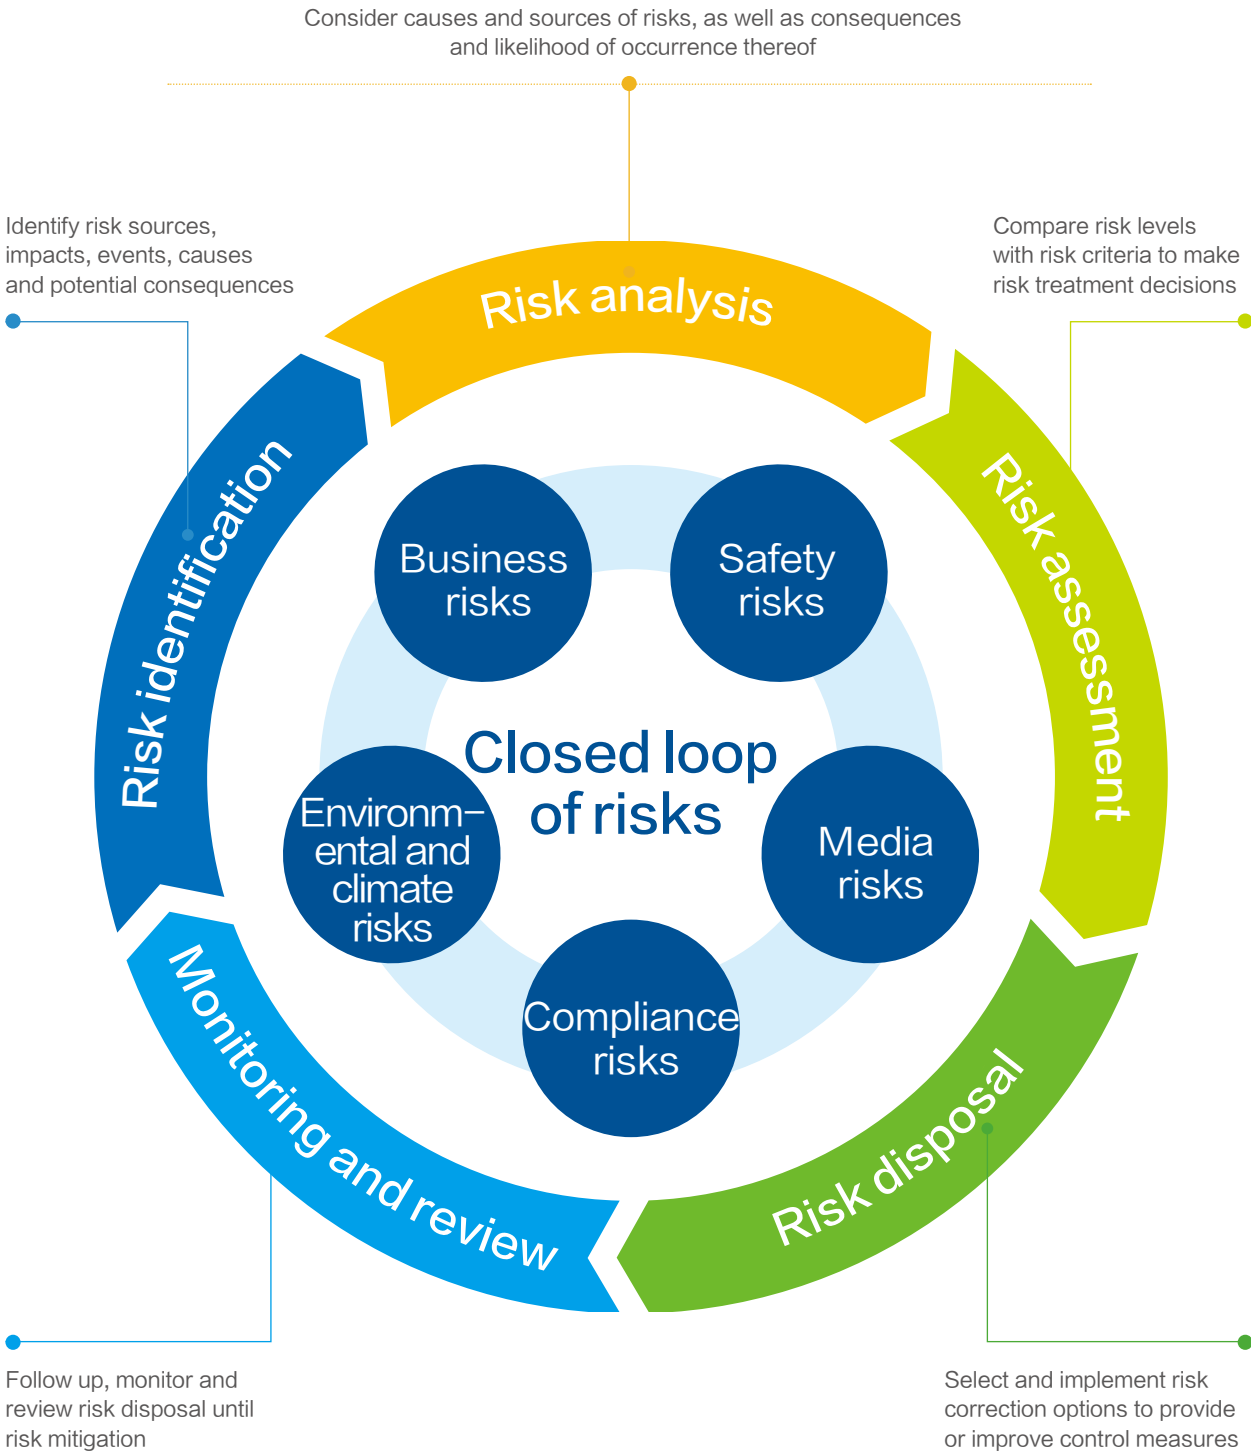 Consider causes and sources of risks, as well as consequences
and likelihood of occurrence thereof
Identify risk sources,
impacts, events, causes
and potential consequences
Compare risk levels
with risk criteria to make
risk treatment decisions
Risk analysis
Risk identification
Risk assessment
Business
risks
Safety
risks
Closed loop
of risks
Environm-
ental and
climate
risks
Media
risks
Compliance
risks
Monitoring and review
Risk disposal
Follow up, monitor and
review risk disposal until
risk mitigation
Select and implement risk
correction options to provide
or improve control measures